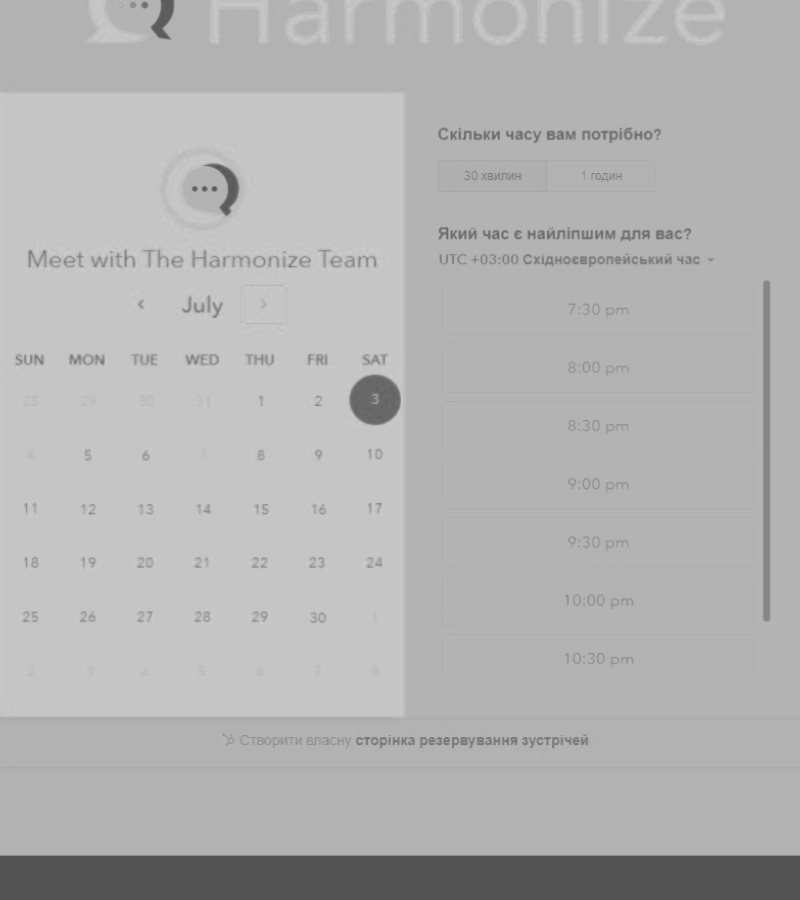 Harmonize
Скільки часу вам потрібно?
30 хвилин 1 годин
Який час є найліпшим для вас?
UTC +03:00 Східноєвропейський час
Meet with The Harmonize Team
July
SUN MON TUE WED THU FRI SAT
29 30 31 1 2 3
4 5 6 7 8 9 10
11 12 13 14 15 16 17
18 19 20 21 22 23 24
25 26 27 28 29 30 1
2 3 4 5 6 7 8
7:30 pm
8:00 pm
8:30 pm
9:00 pm
9:30 pm
10:00 pm
10:30 pm
Створити власну сторінка резервування зустрічей